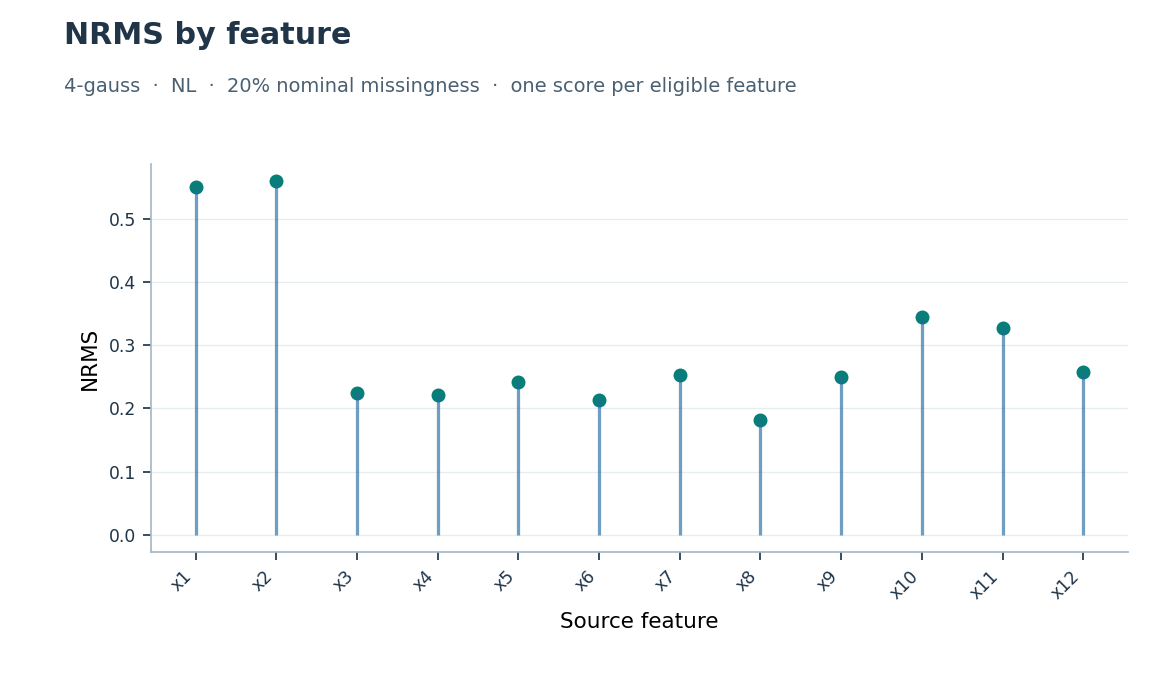 NRMS by feature
4-gauss · NL · 20% nominal missingness · one score per eligible feature
NRMS
0.5
0.4
0.3
0.2
0.1
0.0
x1 x2 x3 x4 x5 x6 x7 x8 x9 x10 x11 x12
Source feature